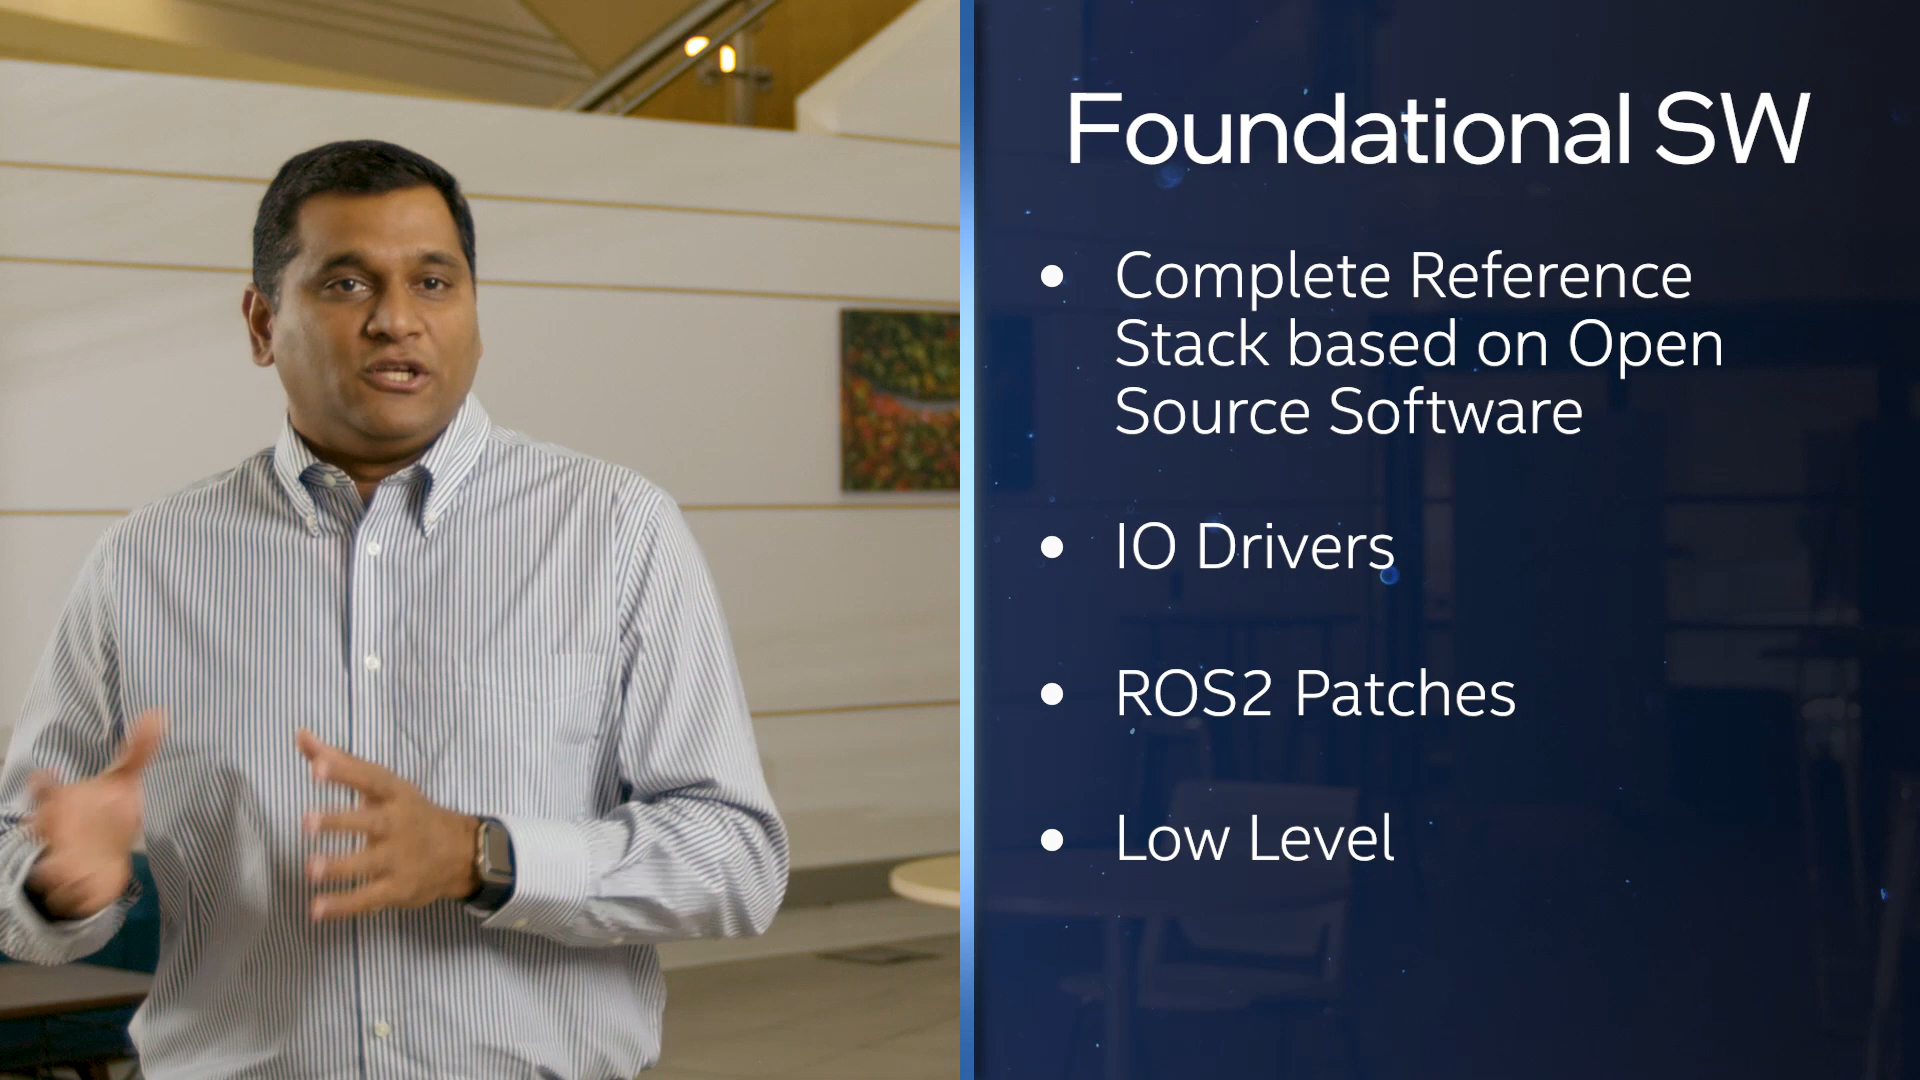 Foundational SW
• Complete Reference
Stack based on Open
Source Software
• IO Drivers
• ROS2 Patches
• Low Level